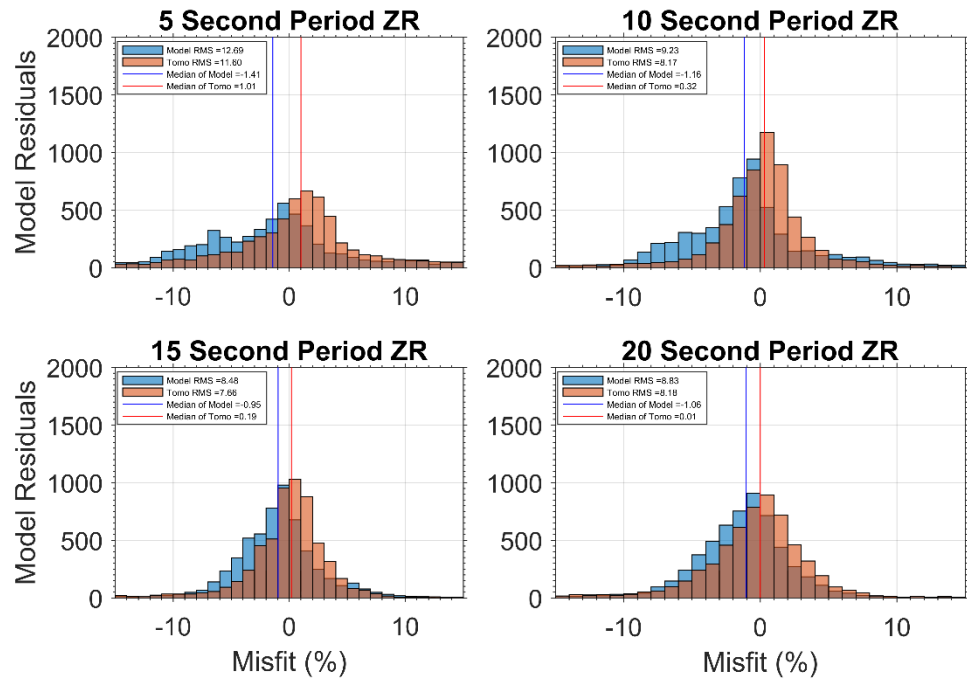 5 Second Period ZR
2000
1500
1000
500
0
Model Residuals
Model RMS =12.69
Tomo RMS =11.60
Median of Model=-1.41
Median of Tomo=1.01
-10
0
10
10 Second Period ZR
2000
1500
1000
500
0
Model RMS =9.23
Tomo RMS =8.17
Median of Model=-1.16
Median of Tomo=0.32
-10
0
10
15 Second Period ZR
2000
1500
1000
500
0
Model Residuals
Model RMS =8.48
Tomo RMS =7.66
Median of Model =-0.95
Median of Tomo =0.19
-10
0
10
Misfit (%)
20 Second Period ZR
2000
1500
1000
500
0
Model RMS =8.83
Tomo RMS =8.18
Median of Model =-1.06
Median of Tomo =0.01
-10
0
10
Misfit (%)